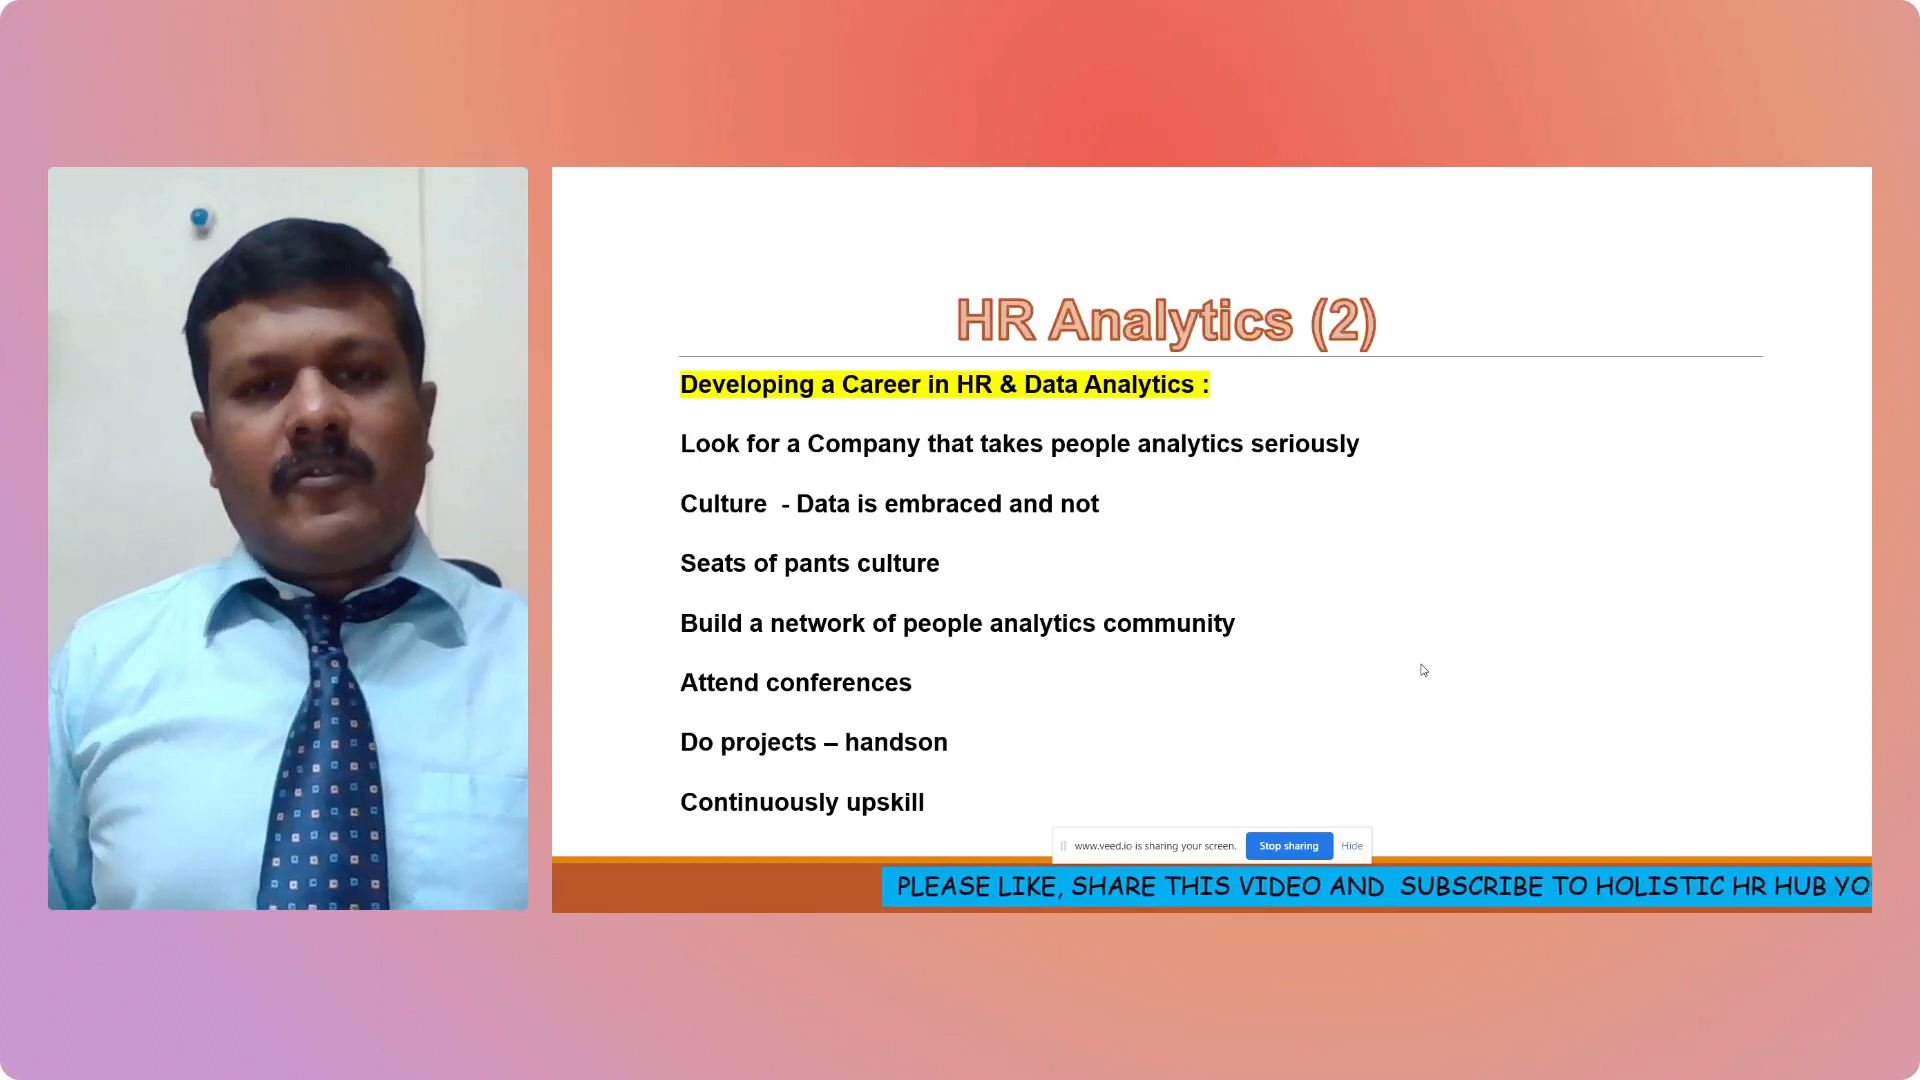 HR Analytics (2)
Developing a Career in HR & Data Analytics :
Look for a Company that takes people analytics seriously
Culture  - Data is embraced and not
Seats of pants culture
Build a network of people analytics community
Attend conferences
Do projects – handson
Continuously upskill
www.veed.io is sharing your screen. Stop sharing Hide
PLEASE LIKE, SHARE THIS VIDEO AND  SUBSCRIBE TO HOLISTIC HR HUB YO